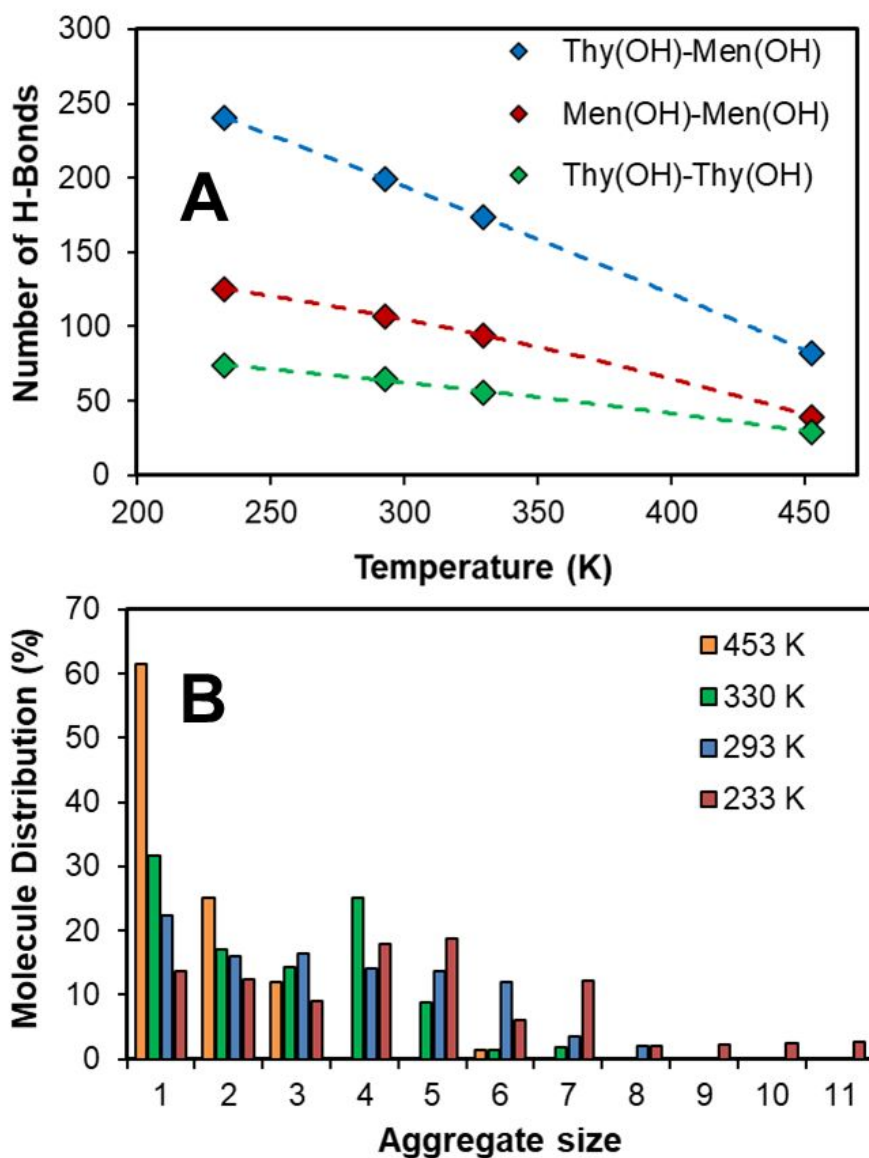 300
250
200
150
100
50
0
Number of H-Bonds
A
Thy(OH)-Men(OH)
Men(OH)-Men(OH)
Thy(OH)-Thy(OH)
200 250 300 350 400 450
Temperature (K)
70
60
50
40
30
20
10
0
Molecule Distribution (%)
B
453 K
330 K
293 K
233 K
1 2 3 4 5 6 7 8 9 10 11
Aggregate size